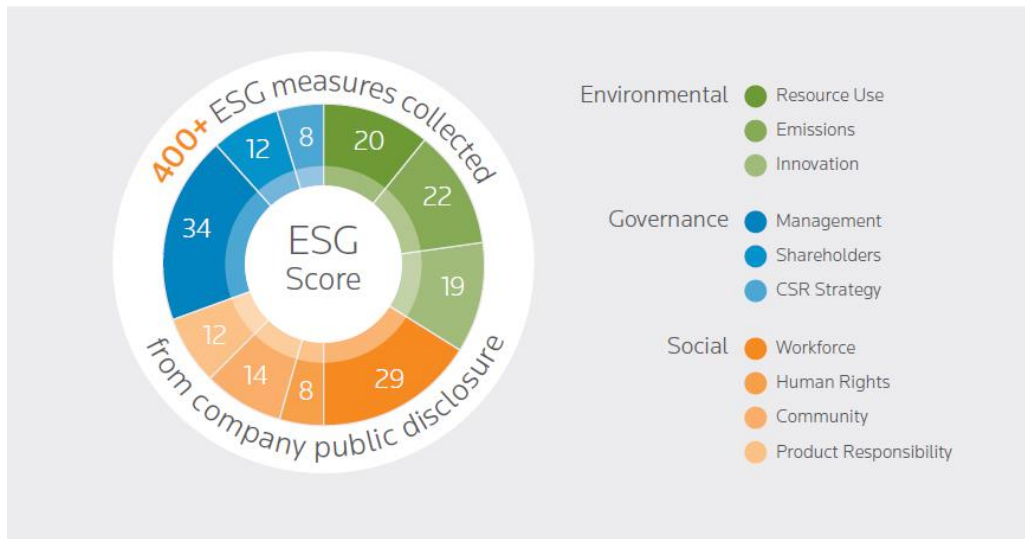 400+ ESG measures collected
from company public disclosure
ESG
Score
20
22
19
29
8
14
12
34
12
8
Environmental
Resource Use
Emissions
Innovation
Governance
Management
Shareholders
CSR Strategy
Social
Workforce
Human Rights
Community
Product Responsibility